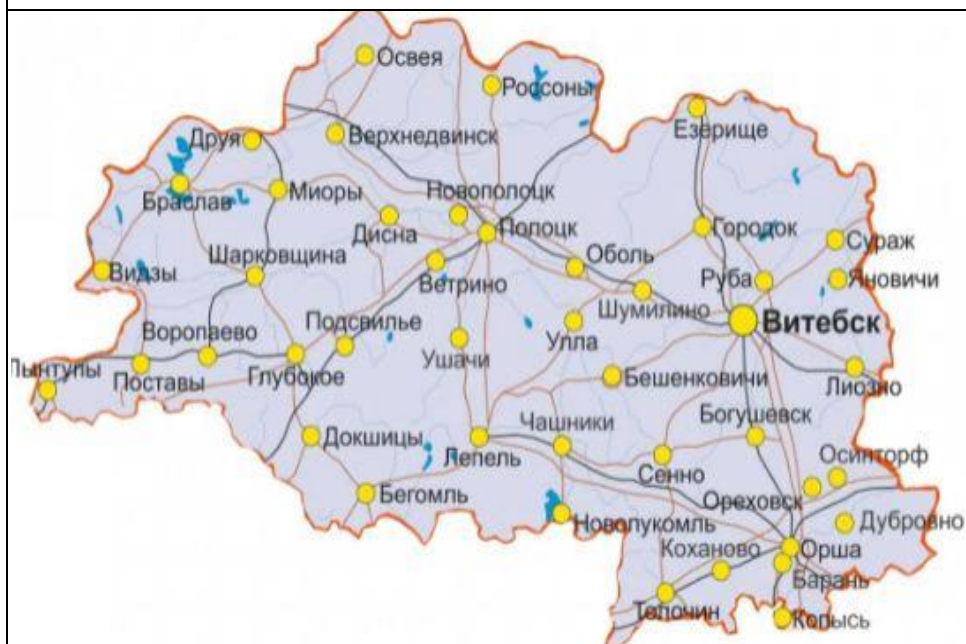 Освея
Россоны
Езерище
Друя
Верхнедвинск
Браслав
Миоры
Новополоцк
Дисна
Полоцк
Городок
Сураж
Видзы
Шарковщина
Ветрино
Оболь
Руба
Яновичи
Шумилино
Витебск
Воропаево
Подсвилье
Ушачи
Улла
Лынтупы
Поставы
Глубокое
Бешенковичи
Лиозно
Докшицы
Лепель
Чашники
Богушевск
Сенно
Осинторф
Бегомль
Ореховск
Новолукомль
Дубровно
Коханово
Орша
Барань
Толочин
Копысь